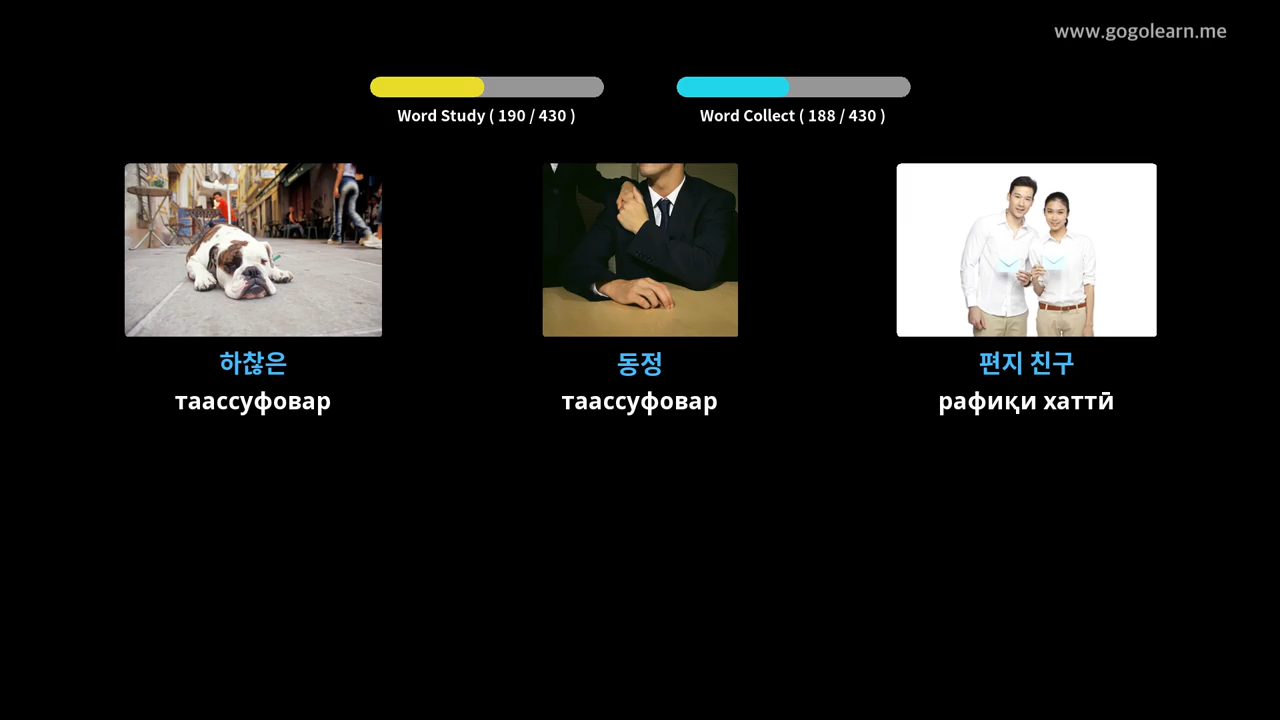 www.gogolearn.me
Word Study ( 190 / 430 )
Word Collect ( 188 / 430 )
하찮은
동정
편지 친구
таассуфовар
таассуфовар
рафиқи хаттӣ